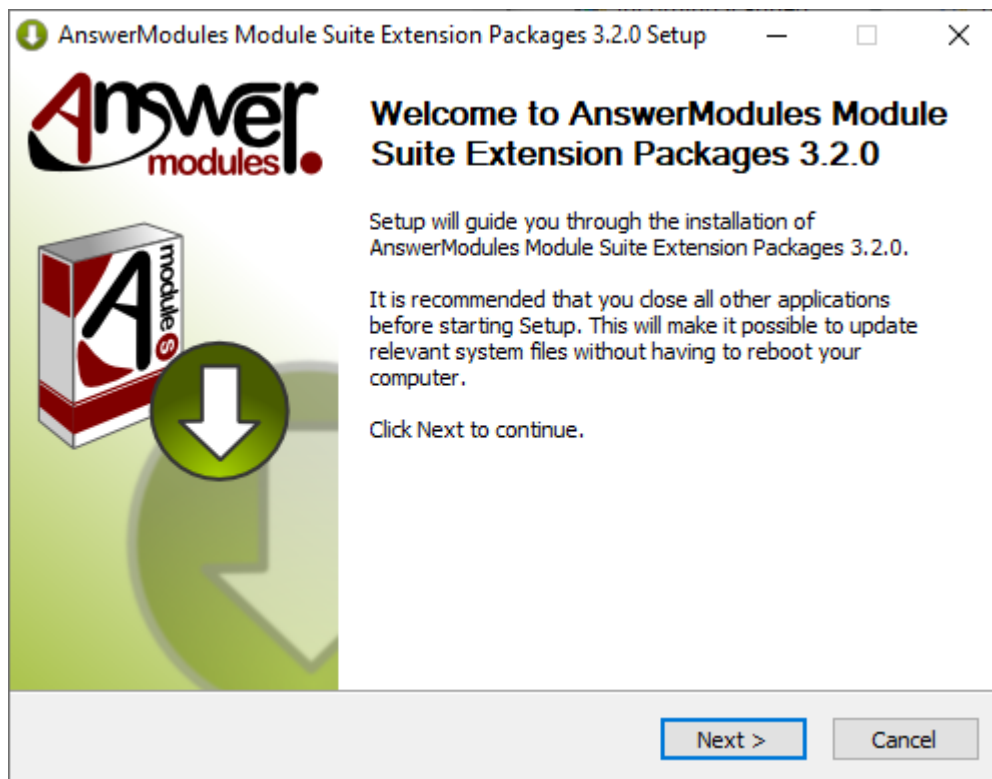 AnswerModules Module Suite Extension Packages 3.2.0 Setup
Answer
modules
Welcome to AnswerModules Module
Suite Extension Packages 3.2.0
Setup will guide you through the installation of
AnswerModules Module Suite Extension Packages 3.2.0.
It is recommended that you close all other applications
before starting Setup. This will make it possible to update
relevant system files without having to reboot your
computer.
Click Next to continue.
A
modules
Next >
Cancel